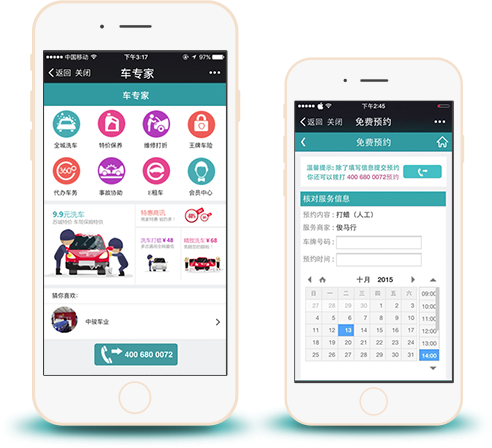 中国移动
下午3:17
97%
返回 关闭
车专家
车专家
全城洗车
特价保养
维修打折
王牌车险
代办车务
事故协助
E租车
会员中心
360°
9.9元洗车
特惠商讯
洗车打蜡 ¥ 48
精致洗车 ¥ 68
猜你喜欢:
中骏车业
400 680 0072
下午2:45
返回 关闭
免费预约
免费预约
温馨提示: 除了填写信息提交预约
你还可以拨打 400 680 0072预约
核对服务信息
预约内容 : 打蜡（人工）
服务商家 : 俊马行
车牌号码 :
预约时间 :
十月 2015
日 一 二 三 四 五 六
27 28 29 30 1 2 3
4 5 6 7 8 9 10
11 12 13 14 15 16 17
18 19 20 21 22 23 24
25 26 27 28 29 30 31
09:00
10:00
11:00
12:00
13:00
14:00